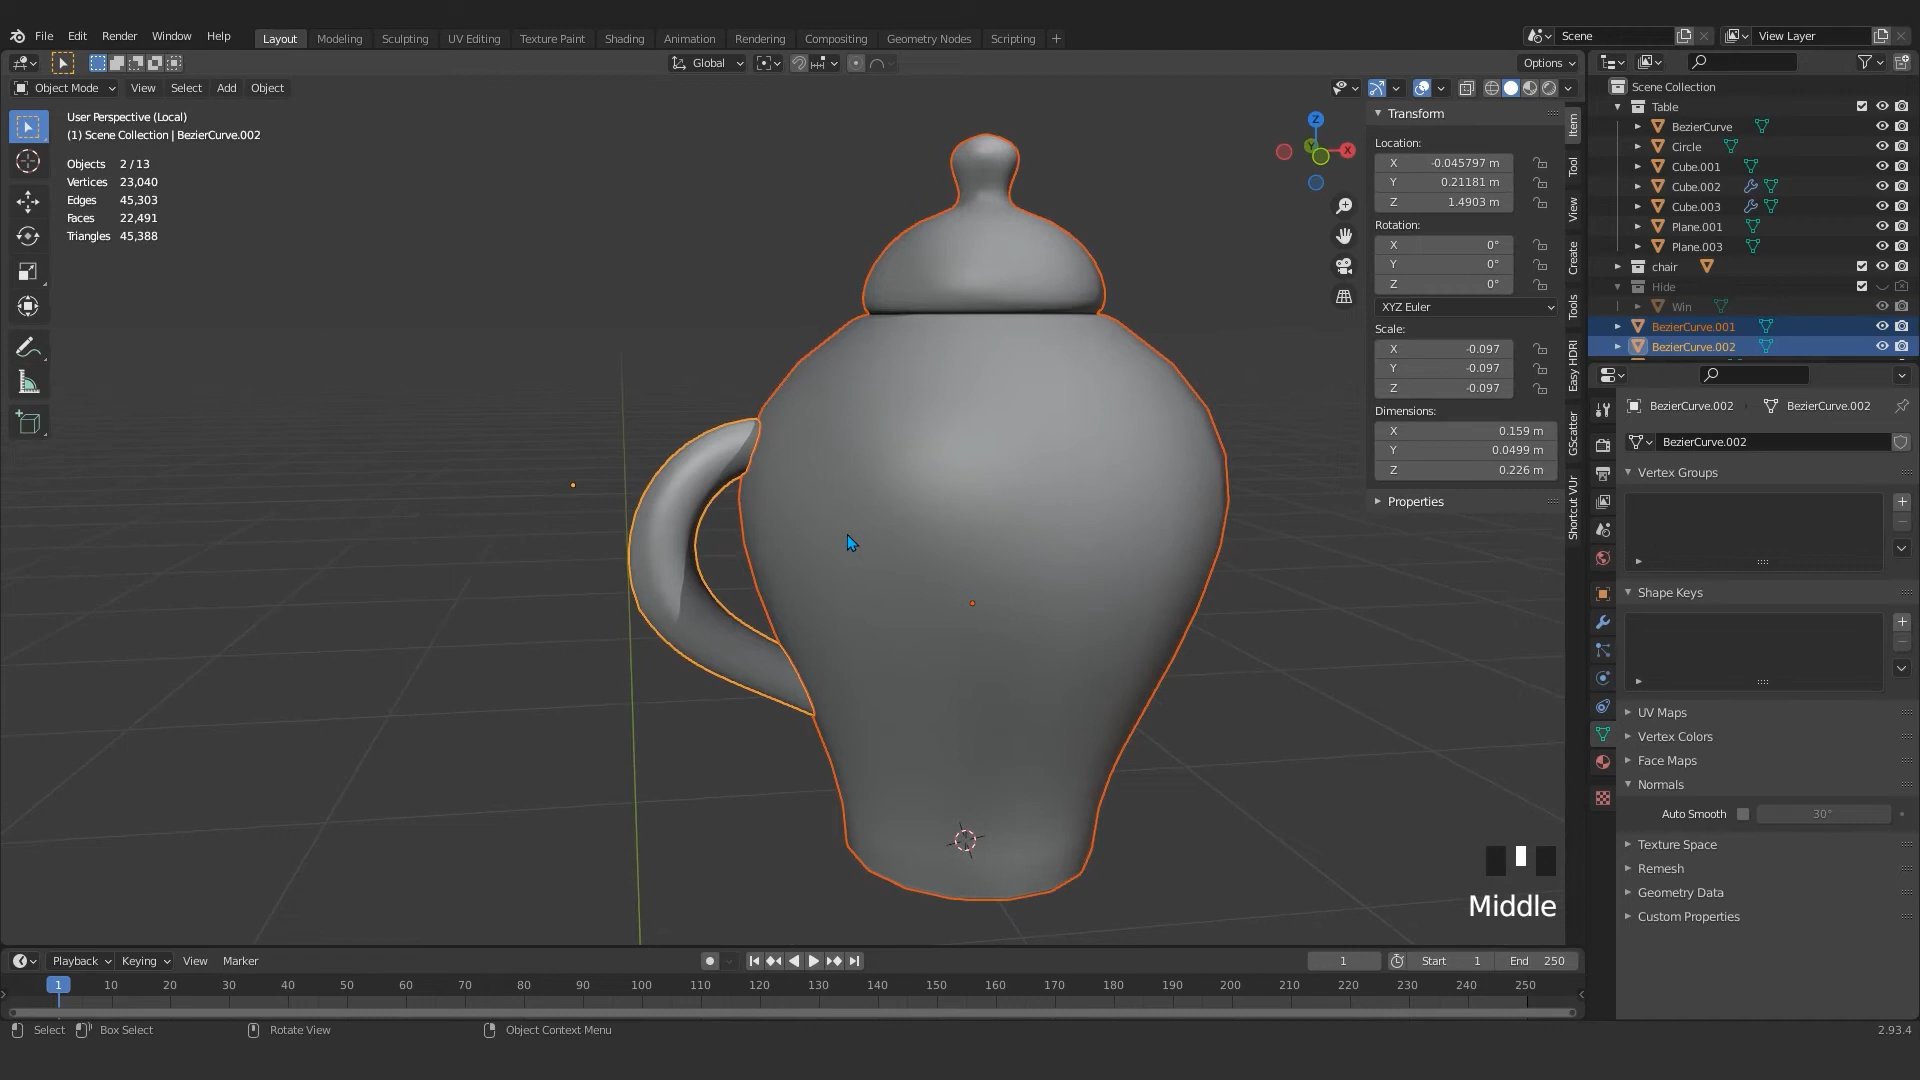 File Edit Render Window Help Layout Modeling Sculpting UV Editing Texture Paint Shading Animation Rendering Compositing Geometry Nodes Scripting + Scene View Layer
Global Options
Object Mode View Select Add Object
User Perspective (Local)
(1) Scene Collection | BezierCurve.002
Objects 2 / 13
Vertices 23,040
Edges 45,303
Faces 22,491
Triangles 45,388
Z
X
Y
Transform
Location:
X -0.045797 m
Y 0.21181 m
Z 1.4903 m
Rotation:
X 0°
Y 0°
Z 0°
XYZ Euler
Scale:
X -0.097
Y -0.097
Z -0.097
Dimensions:
X 0.159 m
Y 0.0499 m
Z 0.226 m
Properties
Item
Tool
View
Create
Tools
Easy HDRI
GScatter
Shortcut VUr
Scene Collection
Table
BezierCurve
Circle
Cube.001
Cube.002
Cube.003
Plane.001
Plane.003
chair
Hide
Win
BezierCurve.001
BezierCurve.002
BezierCurve.002 BezierCurve.002
BezierCurve.002
Vertex Groups
Shape Keys
UV Maps
Vertex Colors
Face Maps
Normals
Auto Smooth 30°
Texture Space
Remesh
Geometry Data
Custom Properties
Middle
Playback Keying View Marker 1 Start 1 End 250
1 10 20 30 40 50 60 70 80 90 100 110 120 130 140 150 160 170 180 190 200 210 220 230 240 250
Select Box Select Rotate View Object Context Menu 2.93.4